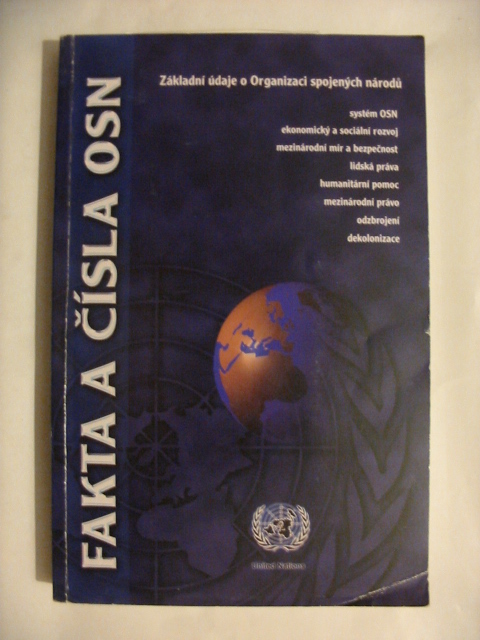 FAKTA A ČÍSLA OSN
Základní údaje o Organizaci spojených národů
systém OSN
ekonomický a sociální rozvoj
mezinárodní mír a bezpečnost
lidská práva
humanitární pomoc
mezinárodní právo
odzbrojení
dekolonizace
United Nations